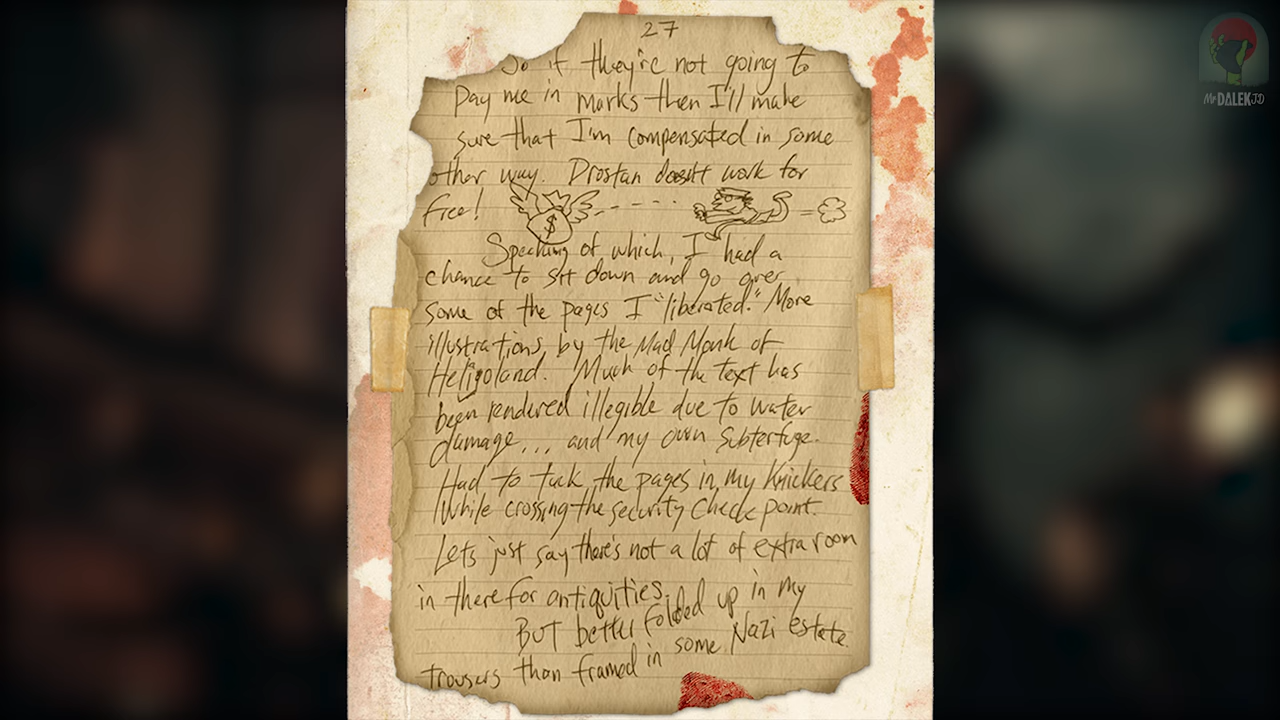 27
So if they're not going to
pay me in marks then I'll make
sure that I'm compensated in some
other way. Drostan doesn't work for
free!
$
Speaking of which, I had a
chance to sit down and go over
some of the pages I "liberated." More
illustrations by the Mad Monk of
Heligoland. Much of the text has
been rendered illegible due to water
damage... and my own subterfuge.
Had to tuck the pages in my knickers
while crossing the security checkpoint.
Lets just say there's not a lot of extra room
in there for antiquities.
BUT better folded up in my
trousers than framed in some Nazi estate.
Mr DALEK JD